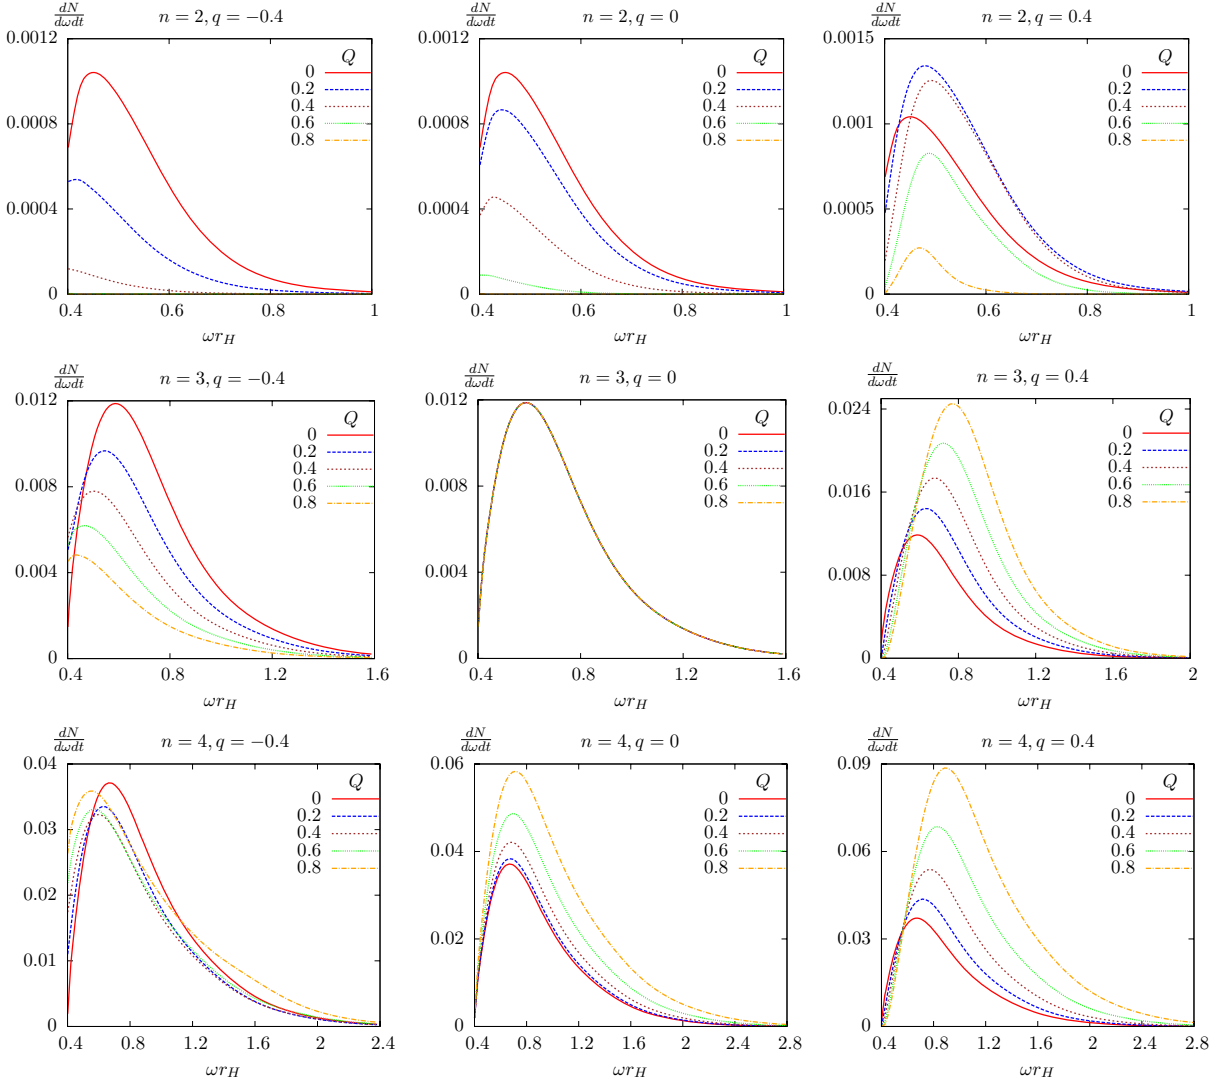 dN/dωdt n = 2, q = −0.4
0.0012
0.0008
0.0004
0
0.4 0.6 0.8 1
ωr_H
Q
0
0.2
0.4
0.6
0.8
dN/dωdt n = 2, q = 0
0.0012
0.0008
0.0004
0
0.4 0.6 0.8 1
ωr_H
Q
0
0.2
0.4
0.6
0.8
dN/dωdt n = 2, q = 0.4
0.0015
0.001
0.0005
0
0.4 0.6 0.8 1
ωr_H
Q
0
0.2
0.4
0.6
0.8
dN/dωdt n = 3, q = −0.4
0.012
0.008
0.004
0
0.4 0.8 1.2 1.6
ωr_H
Q
0
0.2
0.4
0.6
0.8
dN/dωdt n = 3, q = 0
0.012
0.008
0.004
0
0.4 0.8 1.2 1.6
ωr_H
Q
0
0.2
0.4
0.6
0.8
dN/dωdt n = 3, q = 0.4
0.024
0.016
0.008
0
0.4 0.8 1.2 1.6 2
ωr_H
Q
0
0.2
0.4
0.6
0.8
dN/dωdt n = 4, q = −0.4
0.04
0.03
0.02
0.01
0
0.4 0.8 1.2 1.6 2 2.4
ωr_H
Q
0
0.2
0.4
0.6
0.8
dN/dωdt n = 4, q = 0
0.06
0.04
0.02
0
0.4 0.8 1.2 1.6 2 2.4 2.8
ωr_H
Q
0
0.2
0.4
0.6
0.8
dN/dωdt n = 4, q = 0.4
0.09
0.06
0.03
0
0.4 0.8 1.2 1.6 2 2.4 2.8
ωr_H
Q
0
0.2
0.4
0.6
0.8